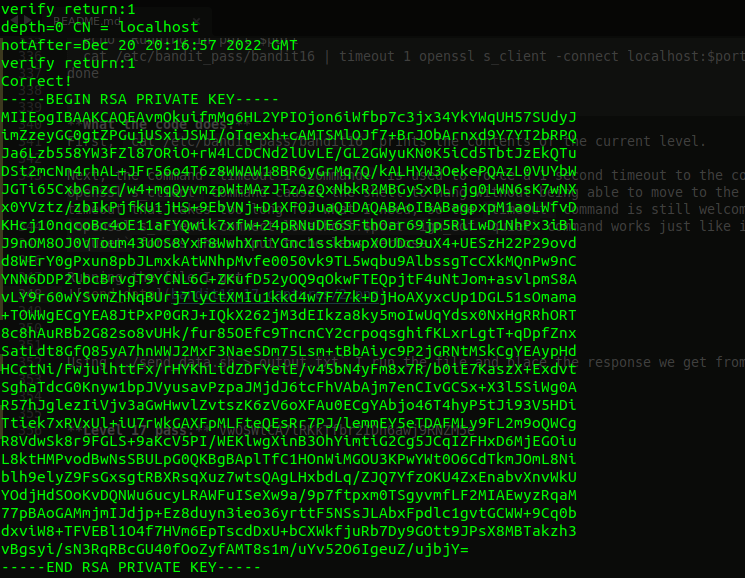 verify return:1
depth=0 CN = localhost
notAfter=Dec 20 20:16:57 2022 GMT
verify return:1
Correct!
-----BEGIN RSA PRIVATE KEY-----
MIIEogIBAAKCAQEAvmOkuifmMg6HL2YPIOjon6iWfbp7c3jx34YkYWqUH57SUdyJ
imZzeyGC0gtZPGujUSxiJSWI/oTqexh+cAMTSMlOJf7+BrJObArnxd9Y7YT2bRPQ
Ja6Lzb558YW3FZl87ORiO+rW4LCDCNd2lUvLE/GL2GWyuKN0K5iCd5TbtJzEkQTu
DSt2mcNn4rhAL+JFr56o4T6z8WWAW18BR6yGrMq7Q/kALHYW3OekePQAzL0VUYbW
JGTi65CxbCnzc/w4+mqQyvmzpWtMAzJTzAzQxNbkR2MBGySxDLrjg0LWN6sK7wNX
x0YVztz/zbIkPjfkU1jHS+9EbVNj+D1XFOJuaQIDAQABAoIBABagpxpM1aoLWfvD
KHcj10nqcoBc4oE11aFYQwik7xfW+24pRNuDE6SFthOar69jp5RlLwD1NhPx3iBl
J9nOM8OJ0VToum43UOS8YxF8WwhXriYGnc1sskbwpXOUDc9uX4+UESzH22P29ovd
d8WErY0gPxun8pbJLmxkAtWNhpMvfe0050vk9TL5wqbu9AlbssgTcCXkMQnPw9nC
YNN6DDP2lbcBrvgT9YCNL6C+ZKufD52yOQ9qOkwFTEQpjtF4uNtJom+asvlpmS8A
vLY9r60wYSvmZhNqBUrj7lyCtXMIu1kkd4w7F77k+DjHoAXyxcUp1DGL51sOmama
+TOWWgECgYEA8JtPxP0GRJ+IQkX262jM3dEIkza8ky5moIwUqYdsx0NxHgRRhORT
8c8hAuRBb2G82so8vUHk/fur85OEfc9TncnCY2crpoqsghifKLxrLgtT+qDpfZnx
SatLdt8GfQ85yA7hnWWJ2MxF3NaeSDm75Lsm+tBbAiyc9P2jGRNtMSkCgYEAypHd
HCctNi/FwjulhttFx/rHYKhLidZDFYeiE/v45bN4yFm8x7R/b0iE7KaszX+Exdvt
SghaTdcG0Knyw1bpJVyusavPzpaJMjdJ6tcFhVAbAjm7enCIvGCSx+X3l5SiWg0A
R57hJglezIiVjv3aGwHwvlZvtszK6zV6oXFAu0ECgYAbjo46T4hyP5tJi93V5HDi
Ttiek7xRVxUl+iU7rWkGAXFpMLFteQEsRr7PJ/lemmEY5eTDAFMLy9FL2m9oQWCg
R8VdwSk8r9FGLS+9aKcV5PI/WEKlwgXinB3OhYimtiG2Cg5JCqIZFHxD6MjEGOiu
L8ktHMPvodBwNsSBULpG0QKBgBAplTfC1HOnWiMGOU3KPwYWt0O6CdTkmJOmL8Ni
blh9elyZ9FsGxsgtRBXRsqXuz7wtsQAgLHxbdLq/ZJQ7YfzOKU4ZxEnabvXnvWkU
YOdjHdSOoKvDQNWu6ucyLRAWFuISeXw9a/9p7ftpxm0TSgyvmfLF2MIAEwyzRqaM
77pBAoGAMmjmIJdjp+Ez8duyn3ieo36yrttF5NSsJLAbxFpdlc1gvtGCWW+9Cq0b
dxviW8+TFVEBl1O4f7HVm6EpTscdDxU+bCXWkfjuRb7Dy9GOtt9JPsX8MBTakzh3
vBgsyi/sN3RqRBcGU40fOoZyfAMT8s1m/uYv52O6IgeuZ/ujbjY=
-----END RSA PRIVATE KEY-----